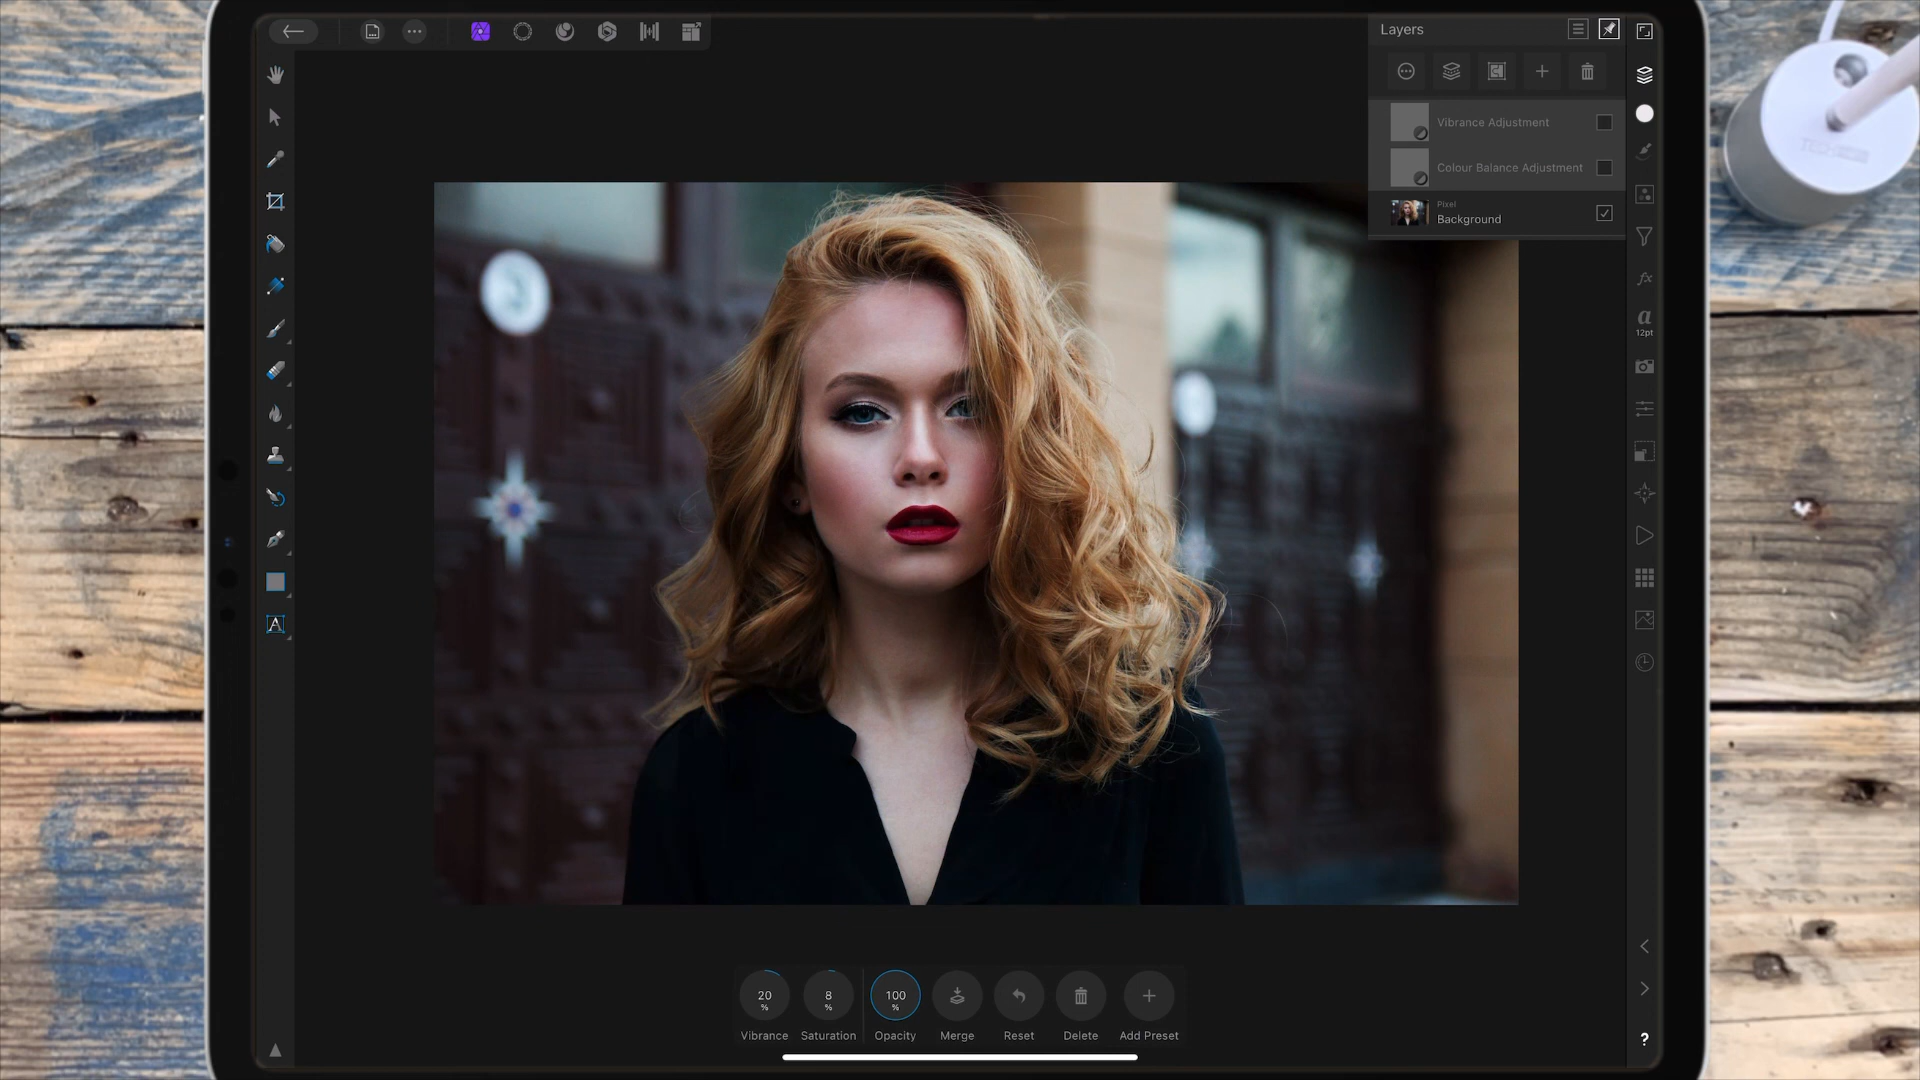 Layers
Vibrance Adjustment
Colour Balance Adjustment
Pixel
Background
a
12pt
fx
A
20
%
8
%
100
%
Vibrance
Saturation
Opacity
Merge
Reset
Delete
Add Preset
?